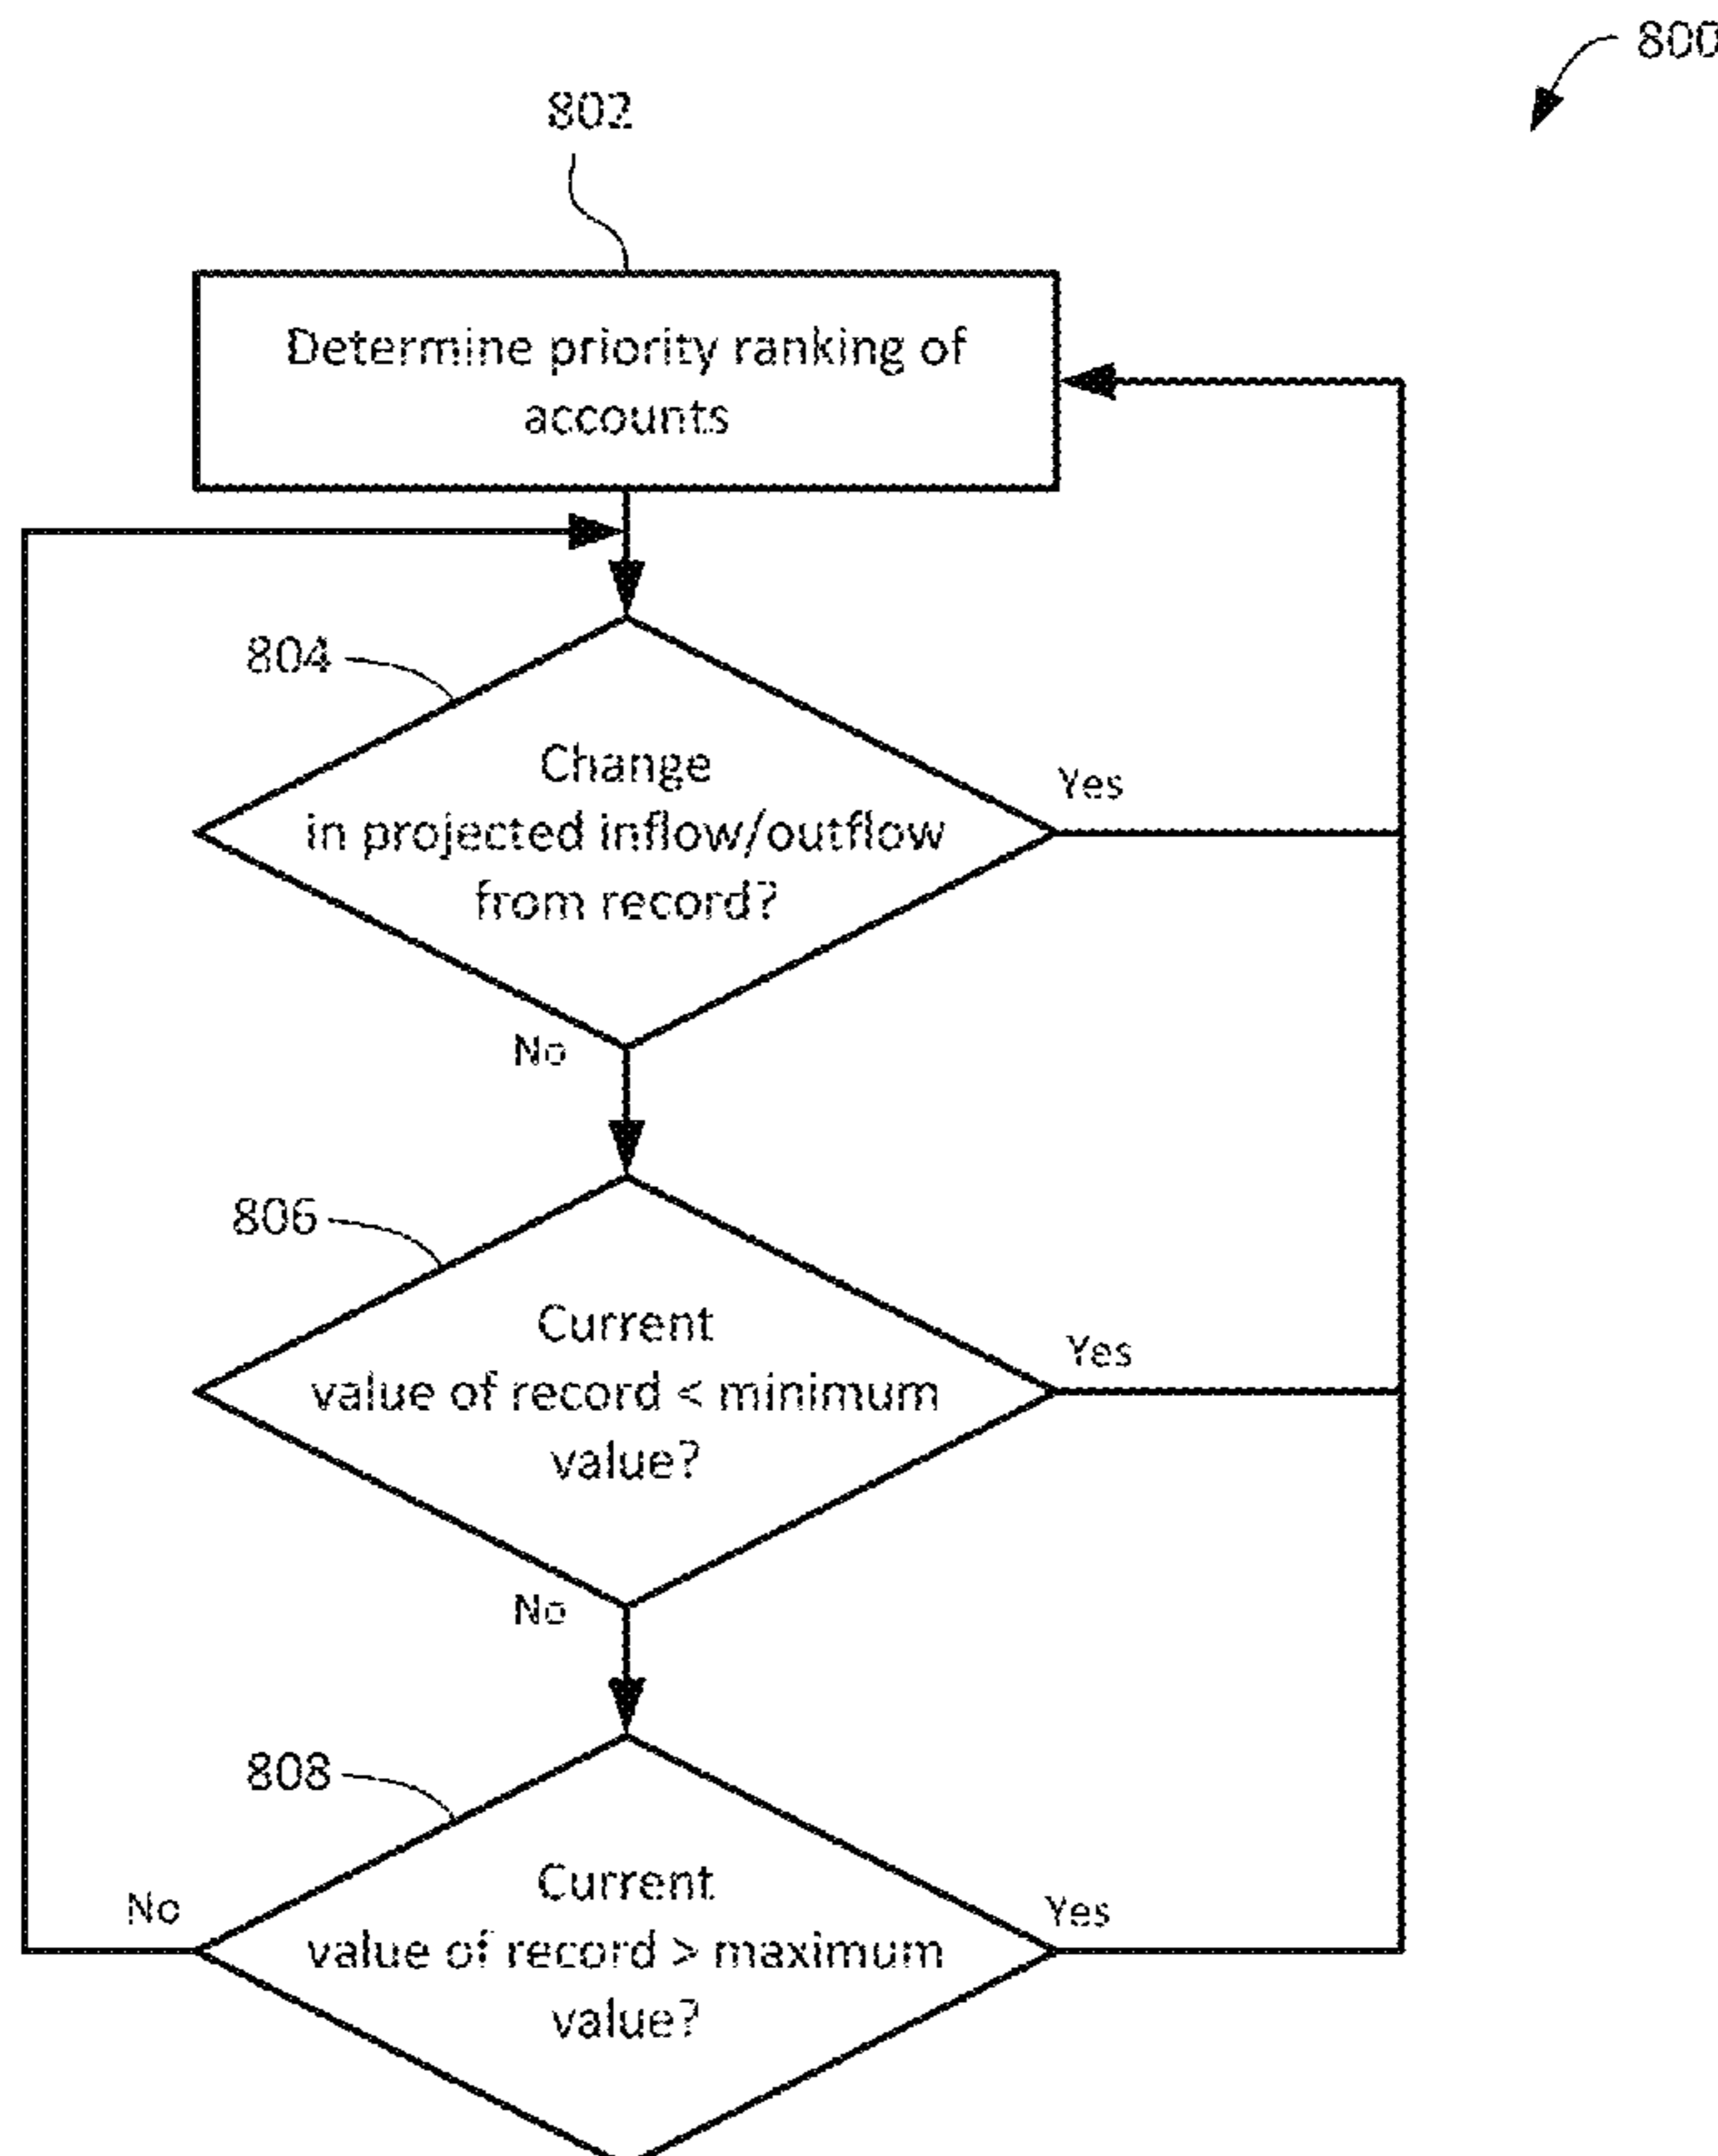 800
802
Determine priority ranking of
accounts
804
Change
in projected inflow/outflow
from record?
Yes
No
806
Current
value of record < minimum
value?
Yes
No
808
Current
value of record > maximum
value?
No
Yes